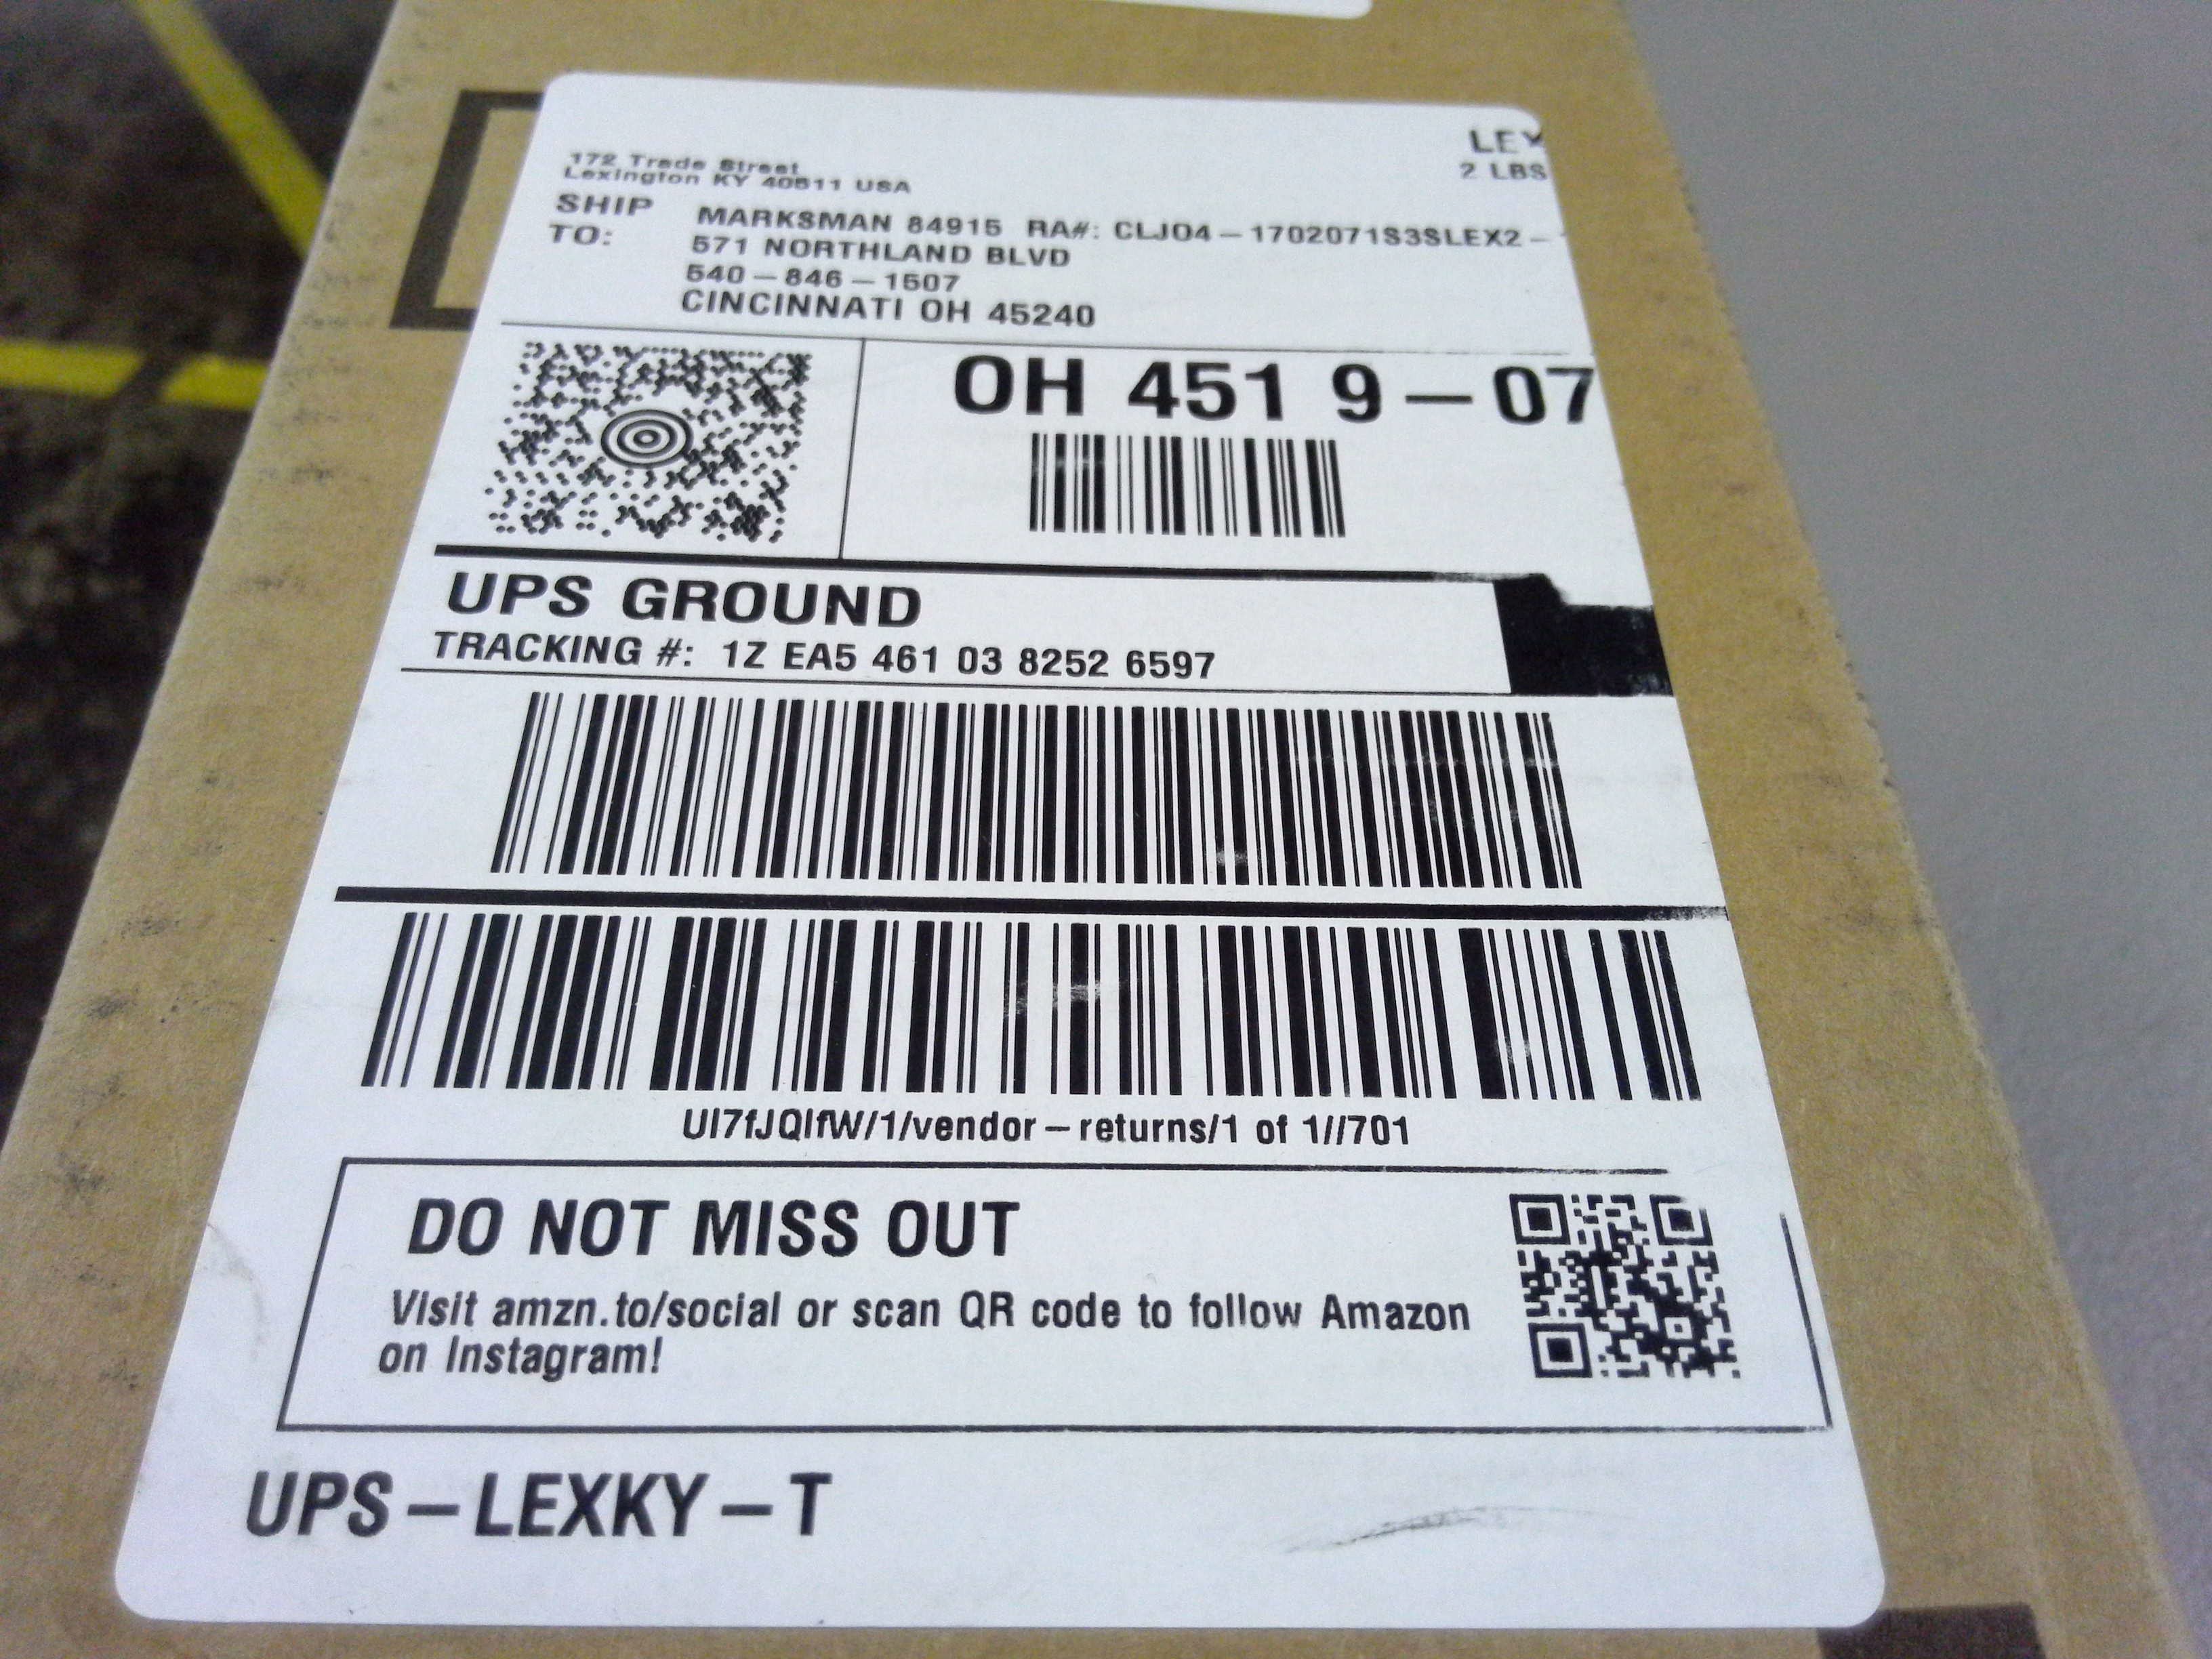 172 Trade Street
Lexington KY 40511 USA
LEX
2 LBS
SHIP
TO:
MARKSMAN 84915 RA#: CLJO4-1702071S3SLEX2-
571 NORTHLAND BLVD
540-846-1507
CINCINNATI OH 45240
OH 451 9-07
UPS GROUND
TRACKING #: 1Z EA5 461 03 8252 6597
UI7fJQIfW/1/vendor-returns/1 of 1//701
DO NOT MISS OUT
Visit amzn.to/social or scan QR code to follow Amazon
on Instagram!
UPS-LEXKY-T